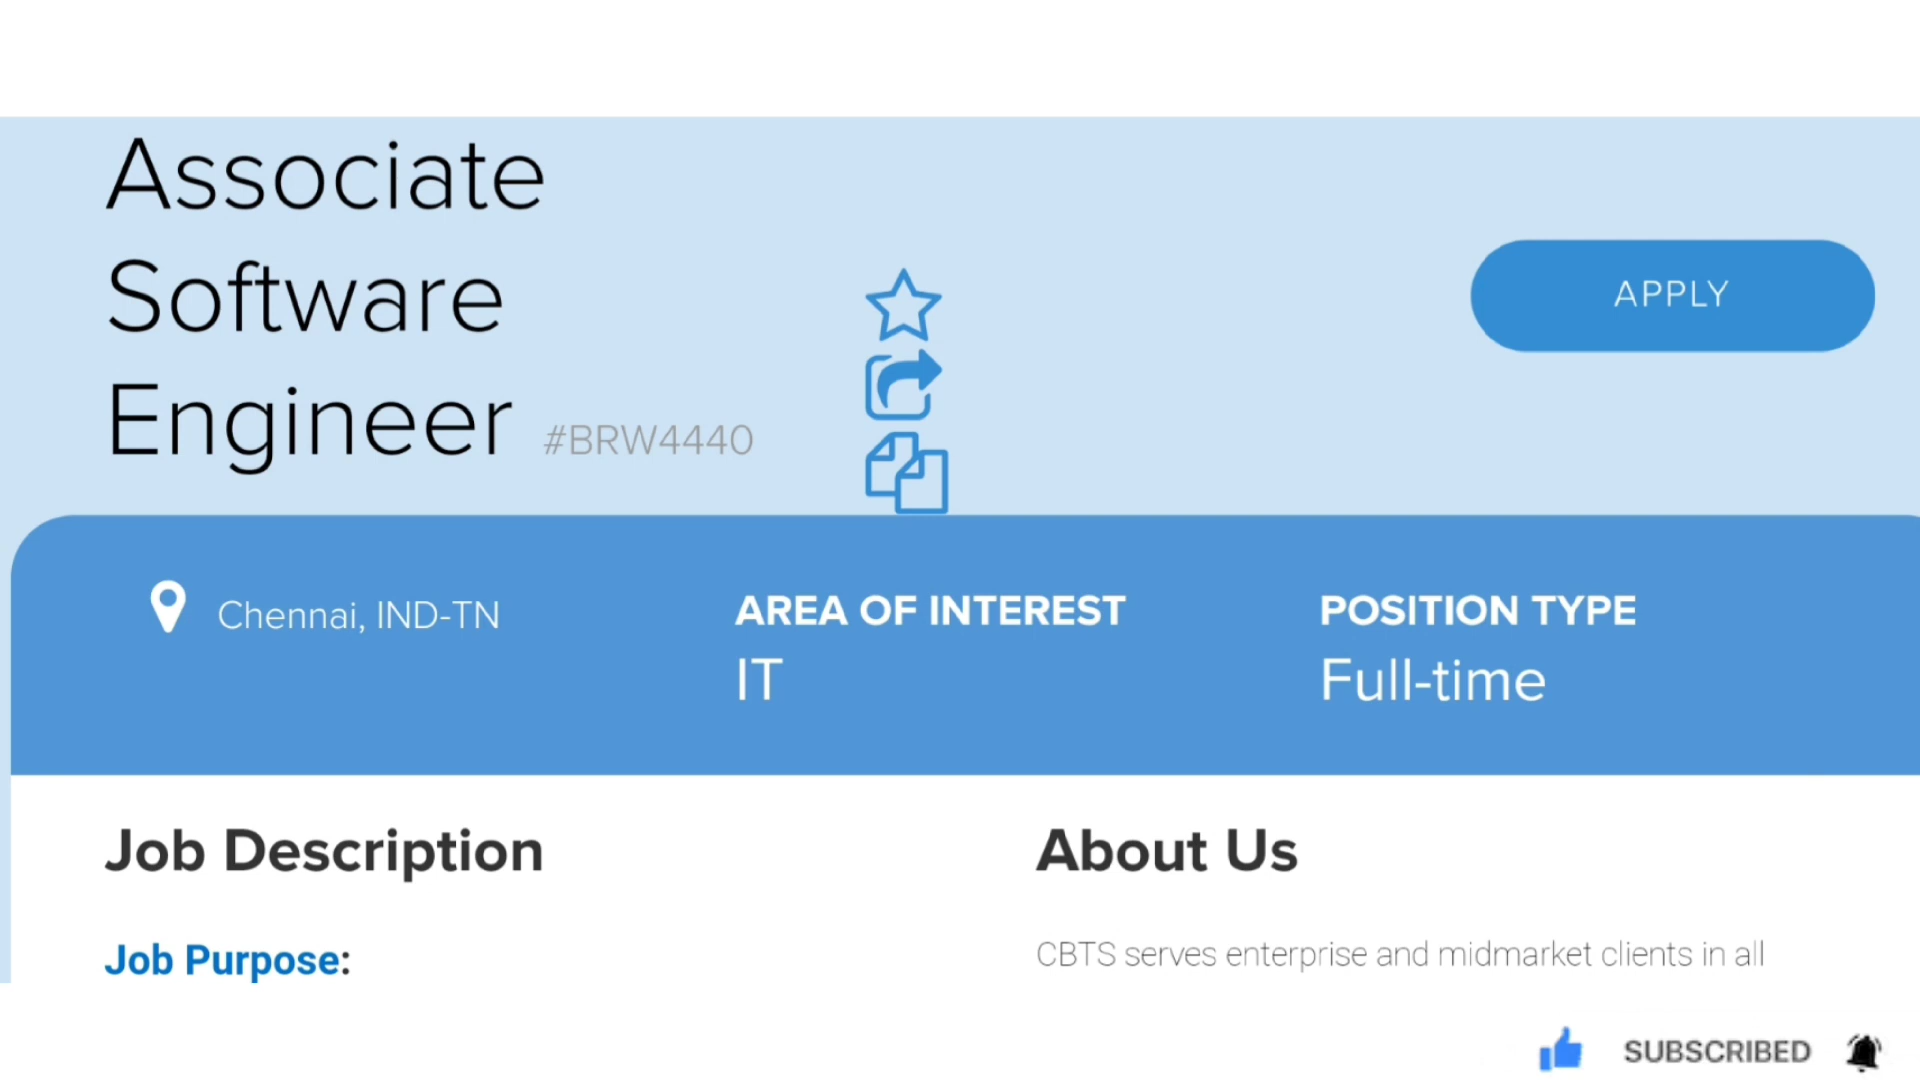 Associate
Software
Engineer #BRW4440
APPLY
Chennai, IND-TN
AREA OF INTEREST
IT
POSITION TYPE
Full-time
Job Description
Job Purpose:
About Us
CBTS serves enterprise and midmarket clients in all
SUBSCRIBED